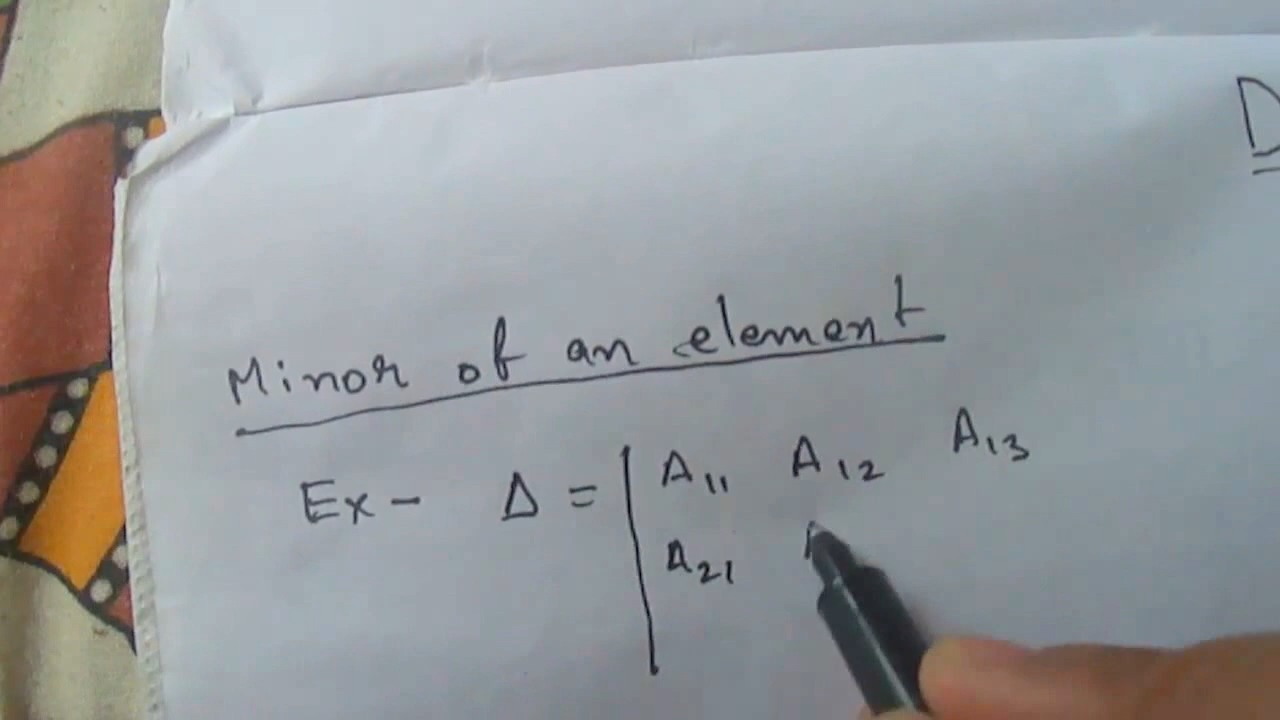 D
Minor of an element
Ex - Δ = | A11 A12 A13
A21